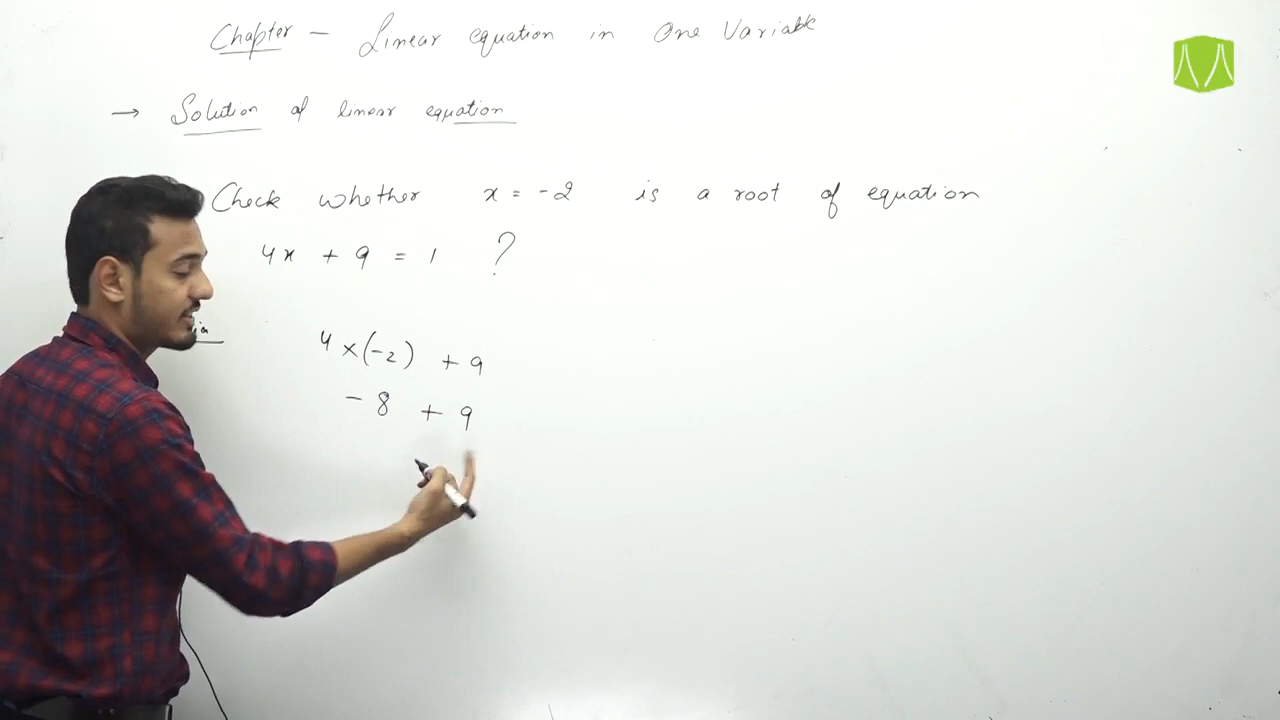 Chapter - Linear equation in One Variable
→ Solution of linear equation
Check whether x = -2 is a root of equation
4x + 9 = 1 ?
4 × (-2) + 9
- 8 + 9